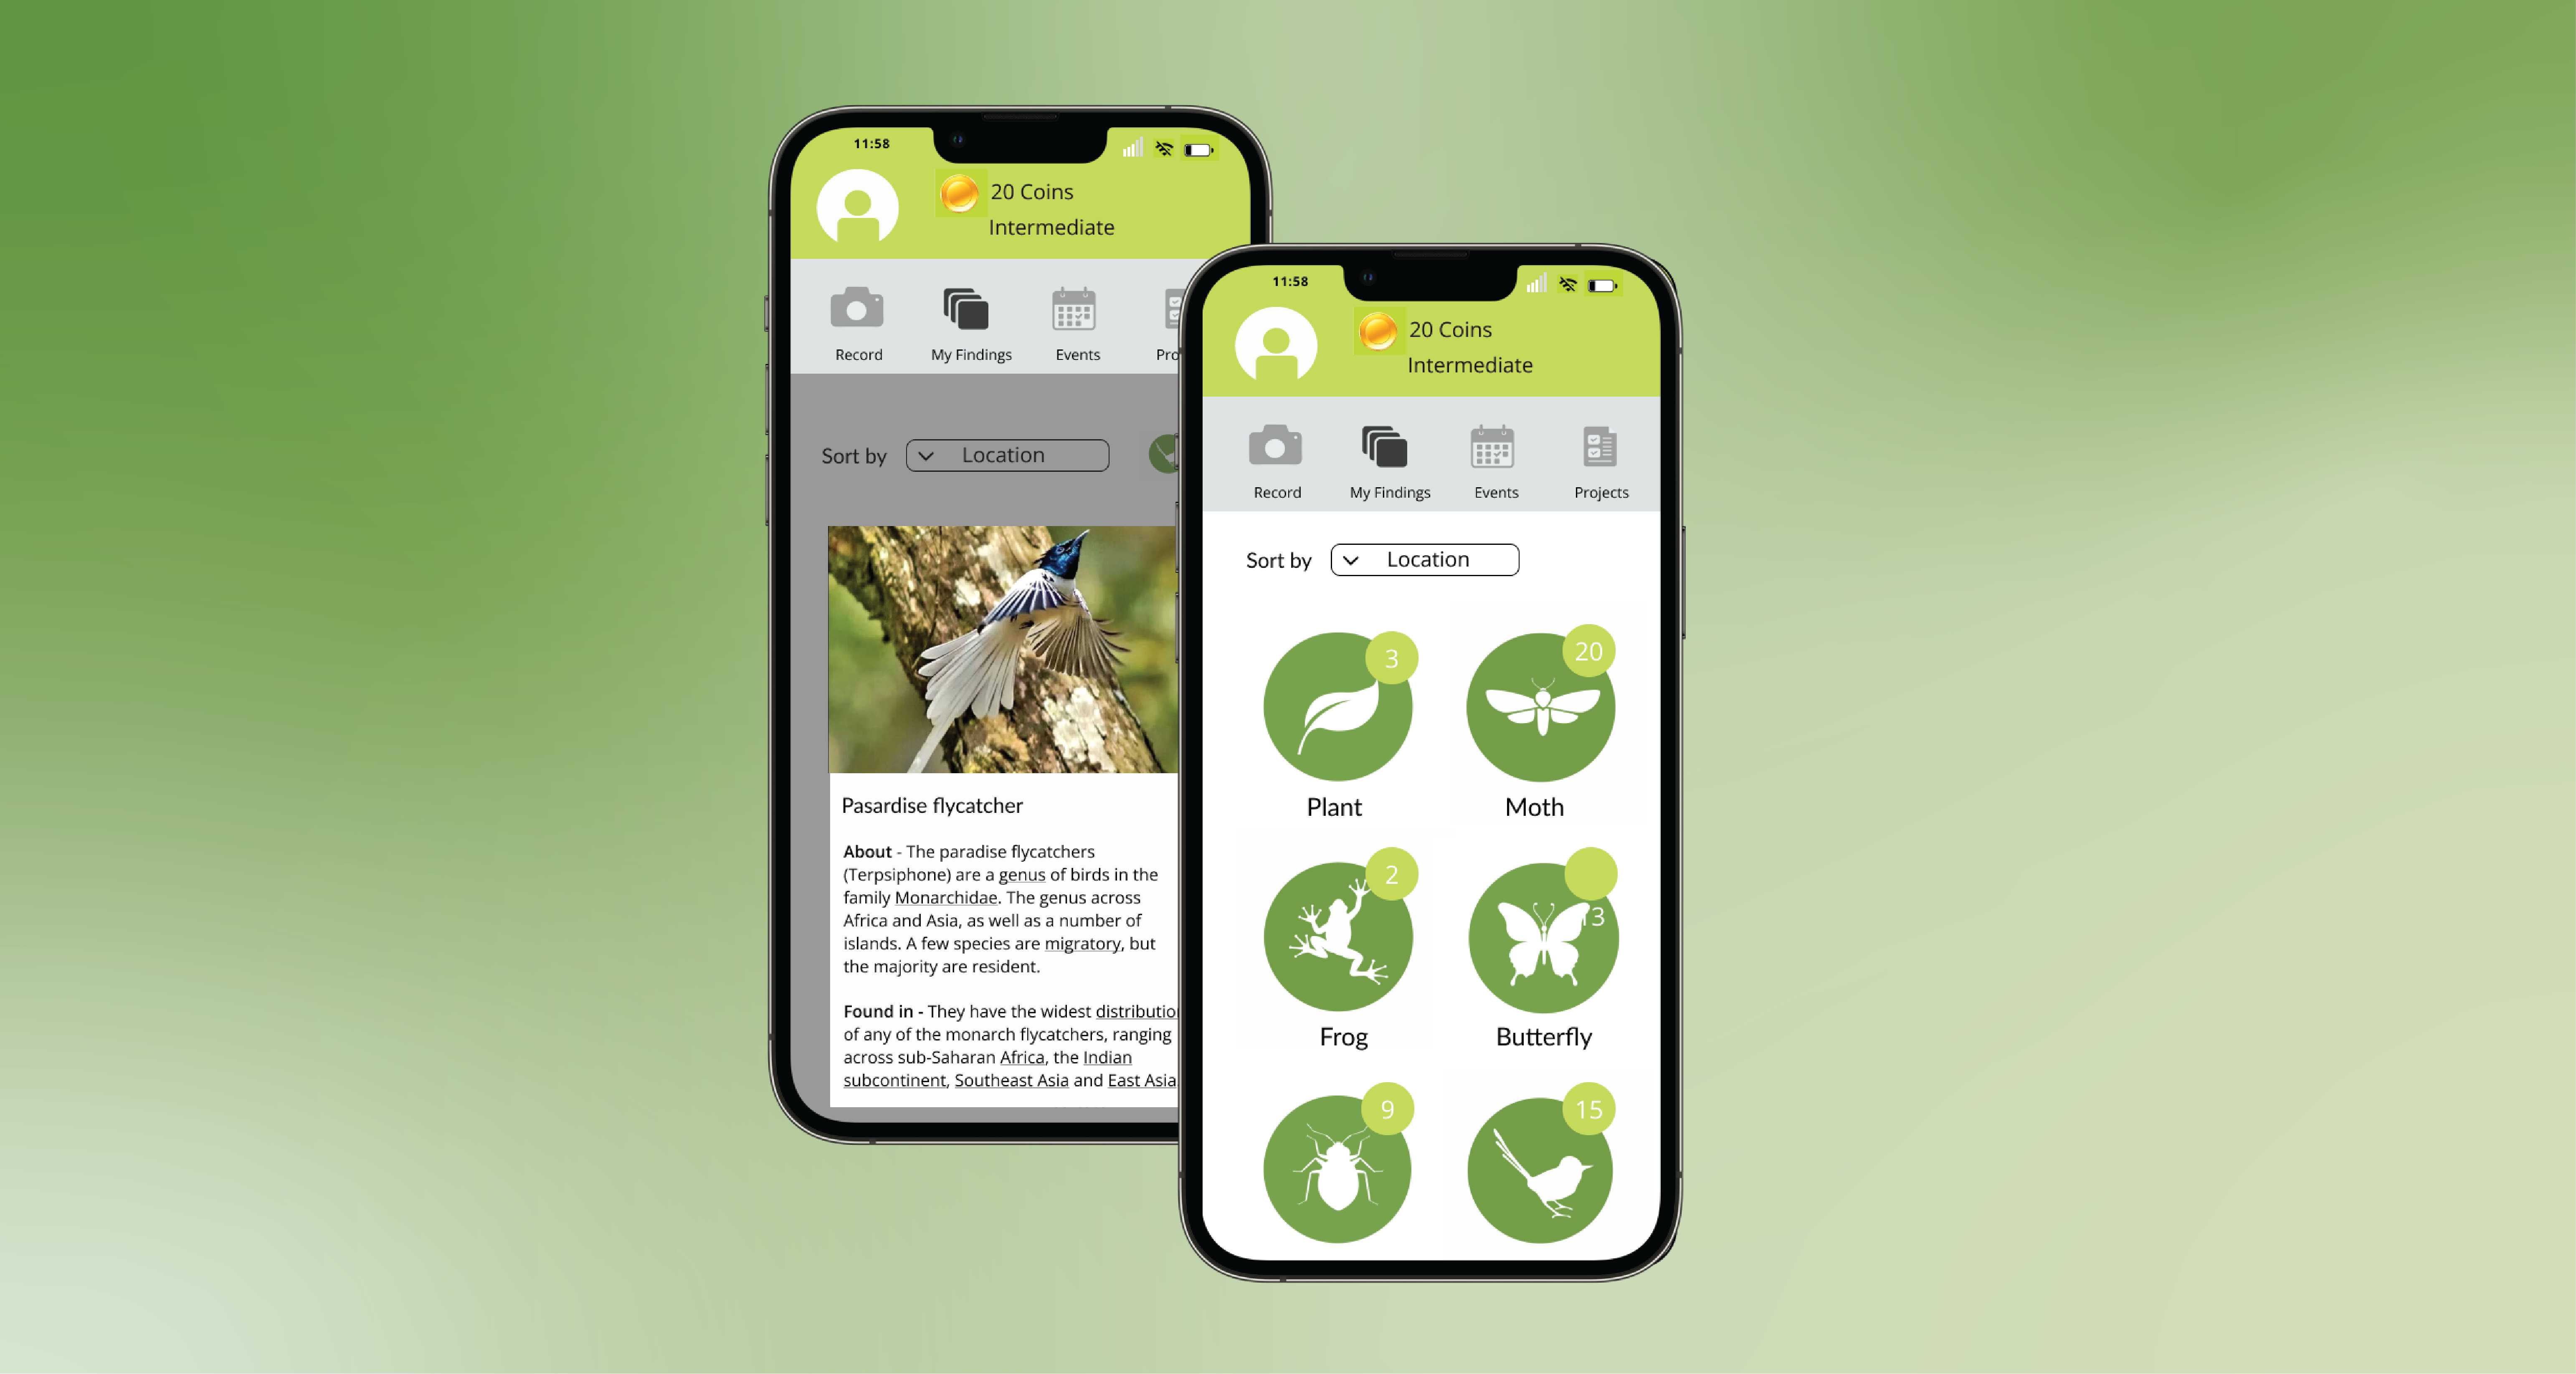 11:58
20 Coins
Intermediate
Record
My Findings
Events
Pro
Sort by
Location
Pasardise flycatcher
About - The paradise flycatchers
(Terpsiphone) are a genus of birds in the
family Monarchidae. The genus across
Africa and Asia, as well as a number of
islands. A few species are migratory, but
the majority are resident.
Found in - They have the widest distributio
of any of the monarch flycatchers, ranging
across sub-Saharan Africa, the Indian
subcontinent, Southeast Asia and East Asia.
11:58
20 Coins
Intermediate
Record
My Findings
Events
Projects
Sort by
Location
3
20
Plant
Moth
2
13
Frog
Butterfly
9
15